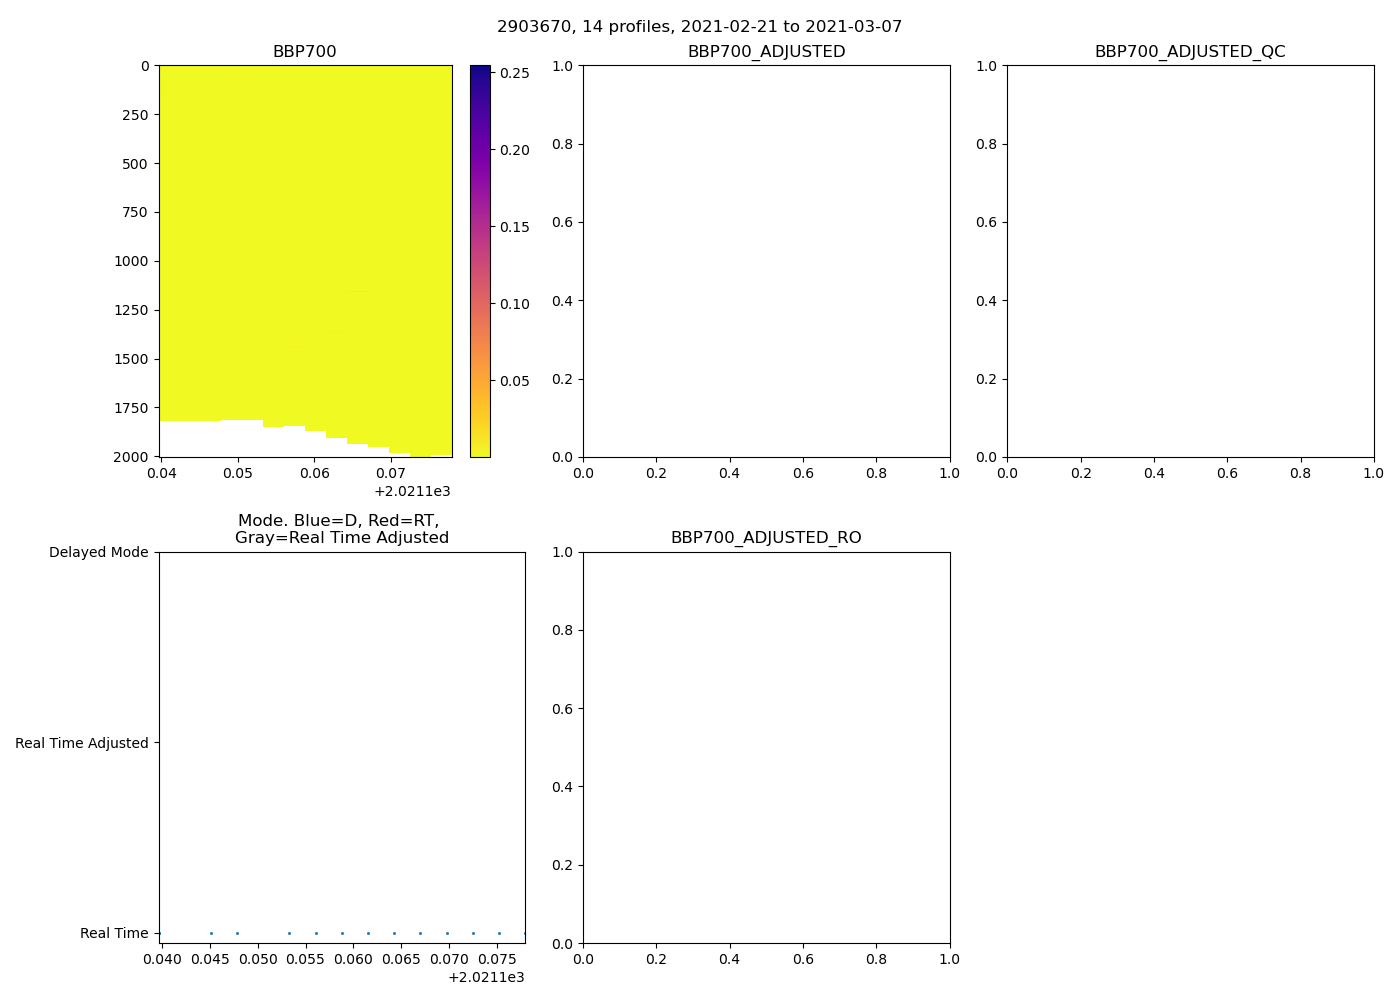 2903670, 14 profiles, 2021-02-21 to 2021-03-07
BBP700
0
250
500
750
1000
1250
1500
1750
2000
0.04 0.05 0.06 0.07
+2.0211e3
0.25
0.20
0.15
0.10
0.05
BBP700_ADJUSTED
1.0
0.8
0.6
0.4
0.2
0.0
0.0 0.2 0.4 0.6 0.8 1.0
BBP700_ADJUSTED_QC
1.0
0.8
0.6
0.4
0.2
0.0
0.0 0.2 0.4 0.6 0.8 1.0
Mode. Blue=D, Red=RT,
Gray=Real Time Adjusted
Delayed Mode
Real Time Adjusted
Real Time
0.040 0.045 0.050 0.055 0.060 0.065 0.070 0.075
+2.0211e3
BBP700_ADJUSTED_RO
1.0
0.8
0.6
0.4
0.2
0.0
0.0 0.2 0.4 0.6 0.8 1.0